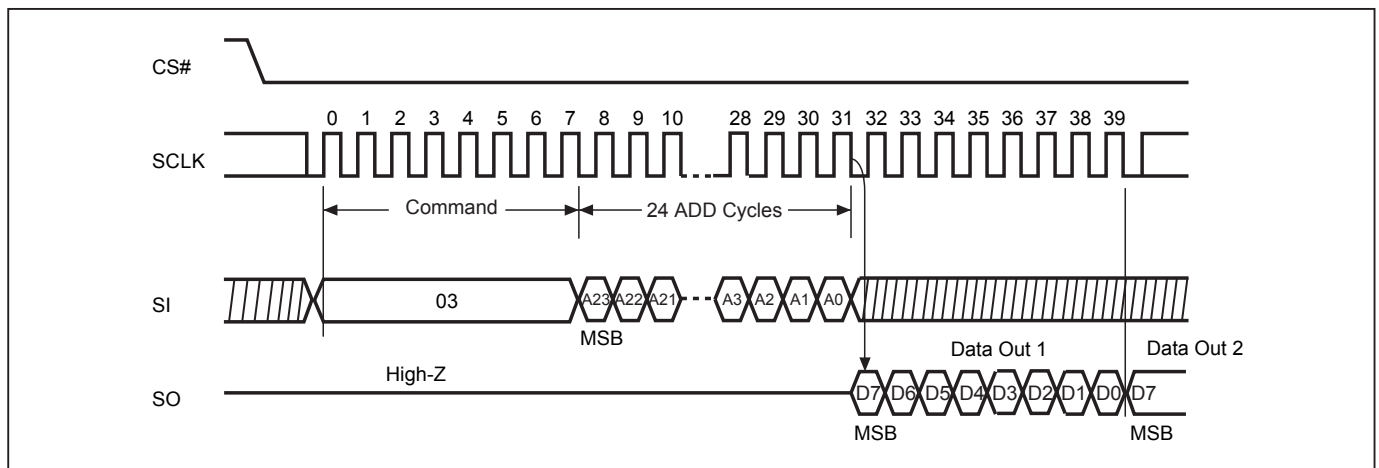 CS#
0 1 2 3 4 5 6 7 8 9 10 28 29 30 31 32 33 34 35 36 37 38 39
SCLK
Command 24 ADD Cycles
SI 03 A23 A22 A21 A3 A2 A1 A0
MSB
Data Out 1 Data Out 2
High-Z
SO D7 D6 D5 D4 D3 D2 D1 D0 D7
MSB MSB